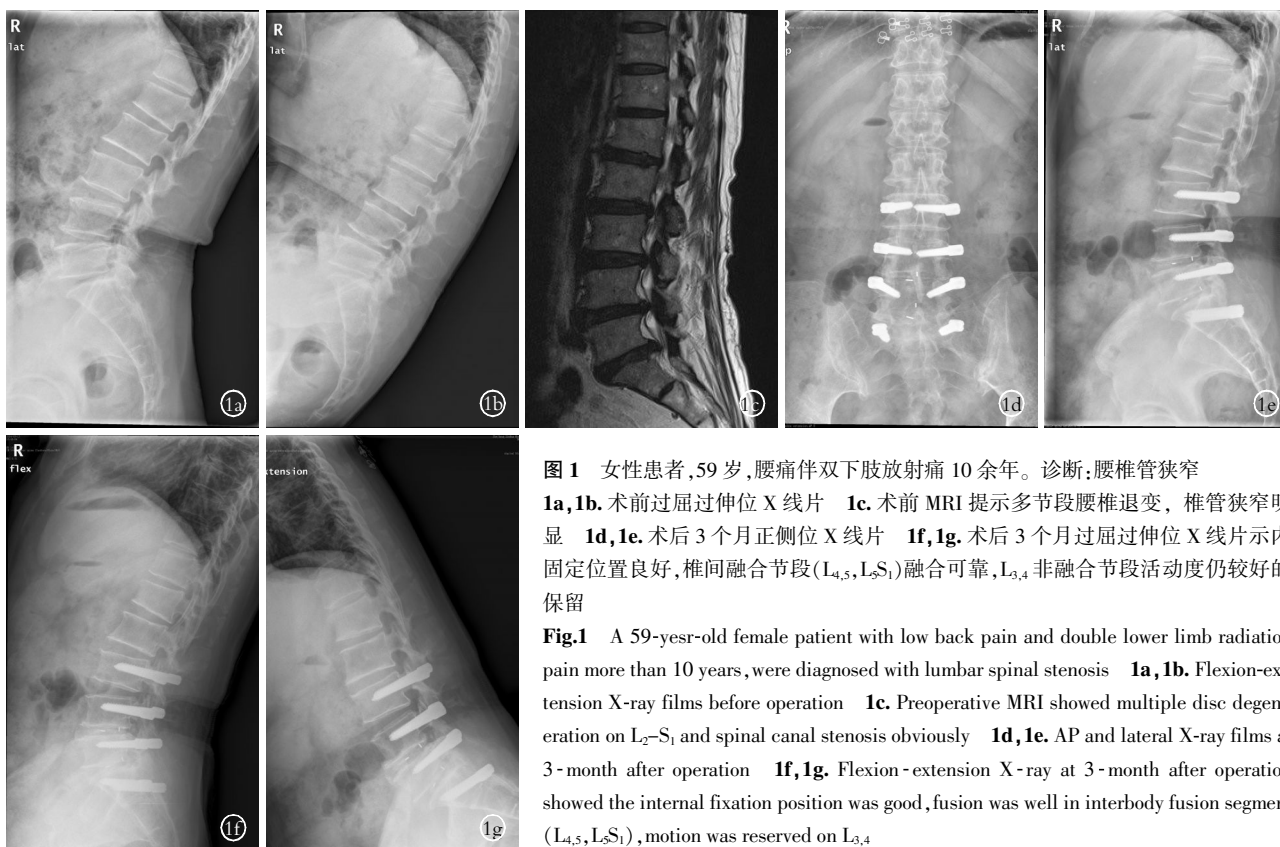 R
lat
1a
R
lat
1b
1c
R
p
1d
R
lat
1e
R
flex
1f
xtension
1g
图 1 女性患者,59 岁,腰痛伴双下肢放射痛 10 余年。诊断:腰椎管狭窄
1a,1b. 术前过屈过伸位 X 线片 1c. 术前 MRI 提示多节段腰椎退变, 椎管狭窄明
显 1d,1e. 术后 3 个月正侧位 X 线片 1f,1g. 术后 3 个月过屈过伸位 X 线片示内
固定位置良好,椎间融合节段(L4,5,L5S1)融合可靠,L3,4 非融合节段活动度仍较好的
保留
Fig.1 A 59-yesr-old female patient with low back pain and double lower limb radiation
pain more than 10 years,were diagnosed with lumbar spinal stenosis 1a,1b. Flexion-ex
tension X-ray films before operation 1c. Preoperative MRI showed multiple disc degen
eration on L2–S1 and spinal canal stenosis obviously 1d,1e. AP and lateral X-ray films a
3-month after operation 1f,1g. Flexion-extension X-ray at 3-month after operation
showed the internal fixation position was good,fusion was well in interbody fusion segmen
(L4,5,L5S1),motion was reserved on L3,4